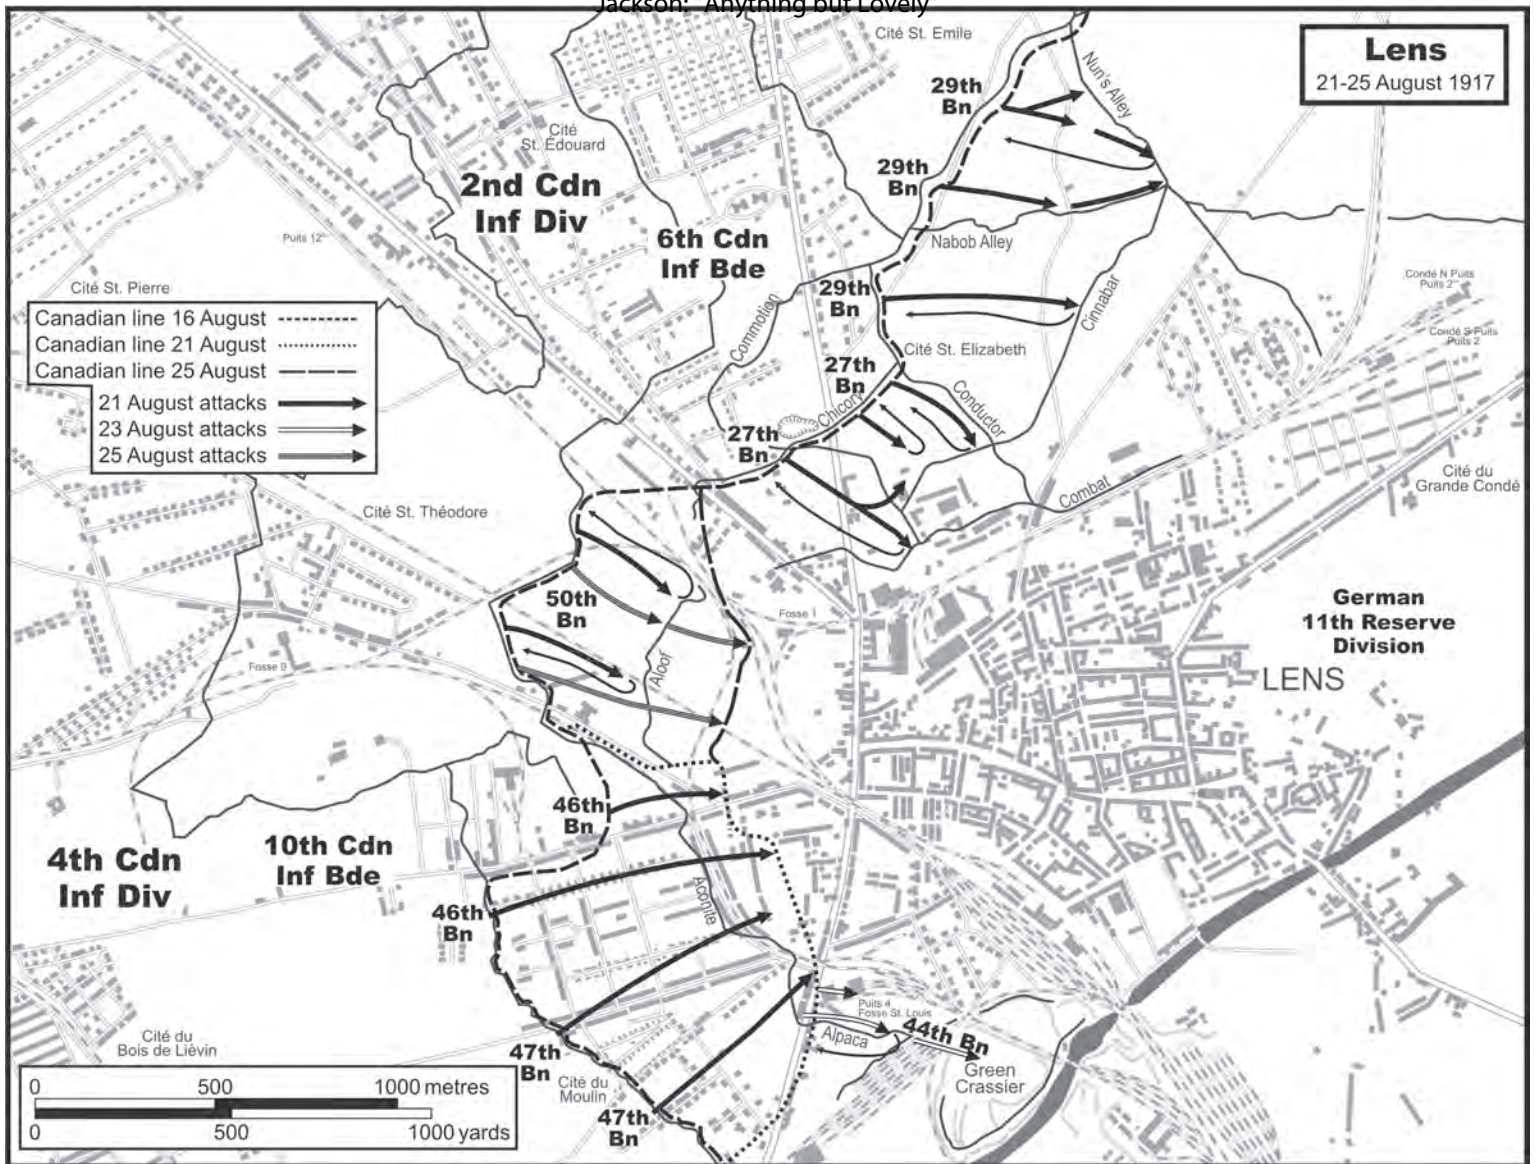 Jackson: "Anything but Lovely"
Lens
21-25 August 1917
Cité St. Emile
Nun's Alley
29th
Bn
Cité
St. Édouard
2nd Cdn
Inf Div
29th
Bn
6th Cdn
Inf Bde
Nabob Alley
Puits 12
Cité St. Pierre
Condé N Puits
Puits 2
Canadian line 16 August
Canadian line 21 August
Canadian line 25 August
21 August attacks
23 August attacks
25 August attacks
29th
Bn
Commotion
Cinnabar
Condé S Puits
Puits 2
Cité St. Elizabeth
27th
Bn
Chicory
Conductor
27th
Bn
Combat
Cité du
Grande Condé
Cité St. Théodore
50th
Bn
Fosse 1
German
11th Reserve
Division
LENS
Fosse 9
Aloof
46th
Bn
4th Cdn
Inf Div
10th Cdn
Inf Bde
Aconite
46th
Bn
Puits 4
Fosse St. Louis
Alpaca
44th Bn
Green
Crassier
Cité du
Bois de Liévin
47th
Bn
Cité du
Moulin
47th
Bn
0 500 1000 metres
0 500 1000 yards